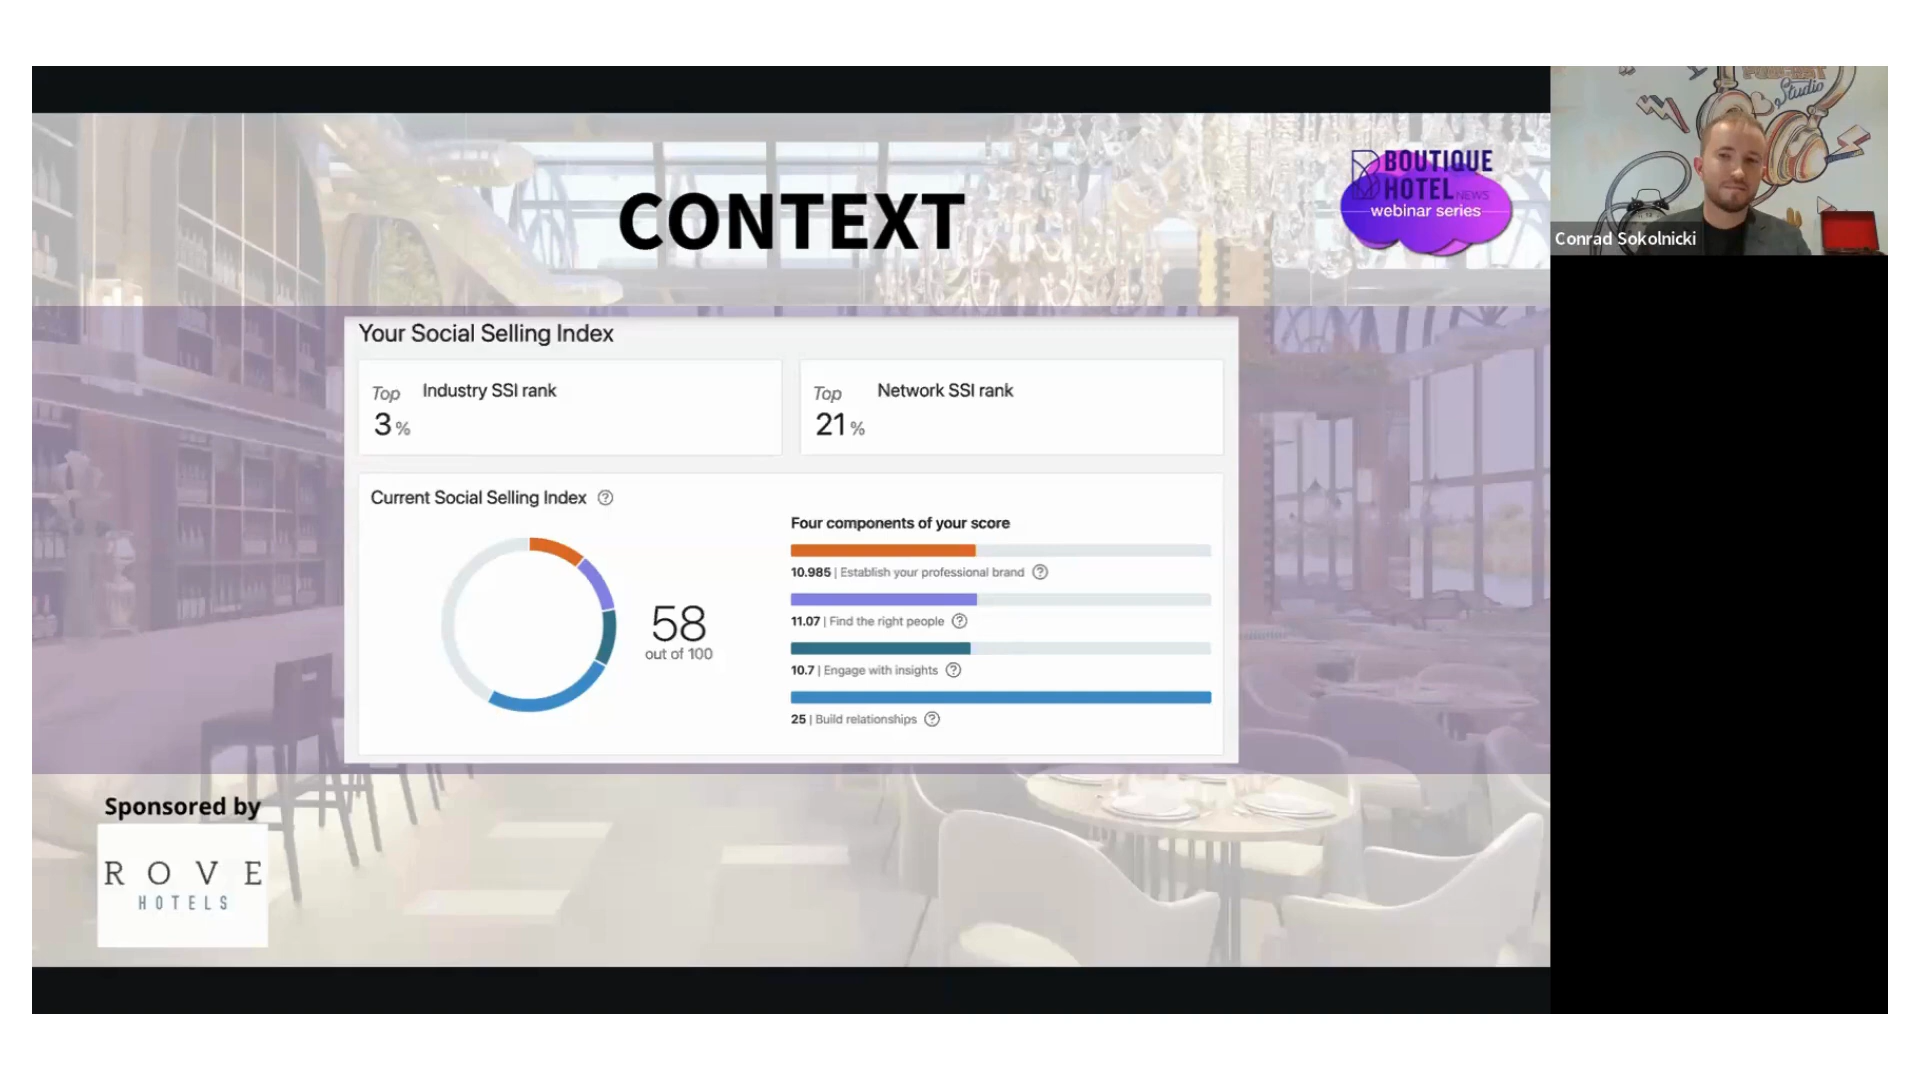 CONTEXT
BOUTIQUE
HOTEL NEWS
webinar series
Studio
Conrad Sokolnicki
Your Social Selling Index
Top Industry SSI rank
3 %
Top Network SSI rank
21 %
Current Social Selling Index ?
58
out of 100
Four components of your score
10.985 | Establish your professional brand ?
11.07 | Find the right people ?
10.7 | Engage with insights ?
25 | Build relationships ?
Sponsored by
ROVE
HOTELS